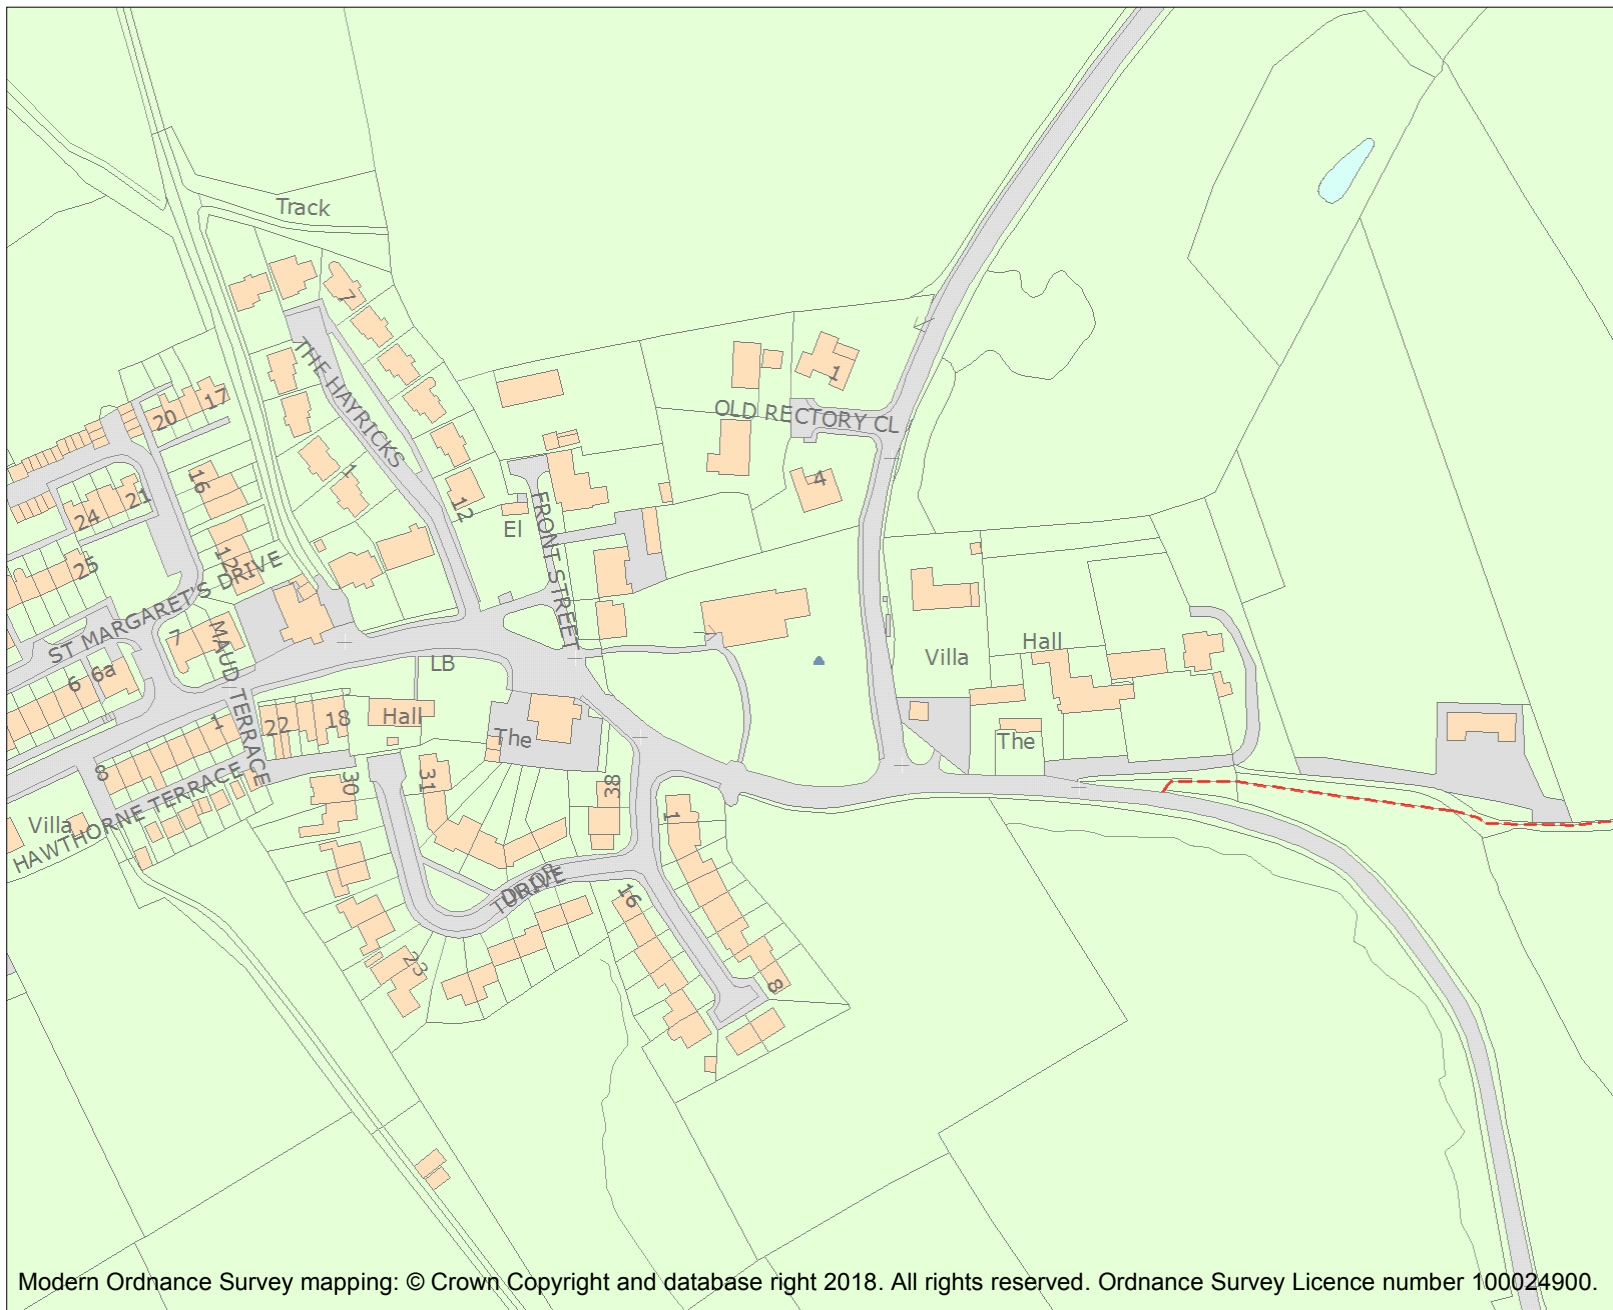 Track
7
THE HAYRICKS
1
12
17
20
16
21
24
25
12
ST MARGARET'S DRIVE
7
6
6a
MAUD TERRACE
1
22
18
8
HAWTHORNE TERRACE
Villa
El
FRONT STREET
LB
Hall
The
OLD RECTORY CL
1
4
Villa
Hall
The
30
31
38
1
DRIVE
16
23
8
Modern Ordnance Survey mapping: © Crown Copyright and database right 2018. All rights reserved. Ordnance Survey Licence number 100024900.